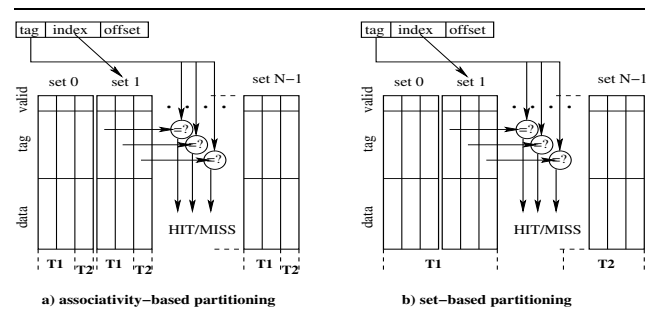 tag index offset
set 0 set 1 set N−1
valid
tag
data
=?
=?
=?
HIT/MISS
T1 T2 T1 T2 T1 T2
a) associativity−based partitioning
tag index offset
set 0 set 1 set N−1
valid
tag
data
=?
=?
=?
HIT/MISS
T1 T2
b) set−based partitioning